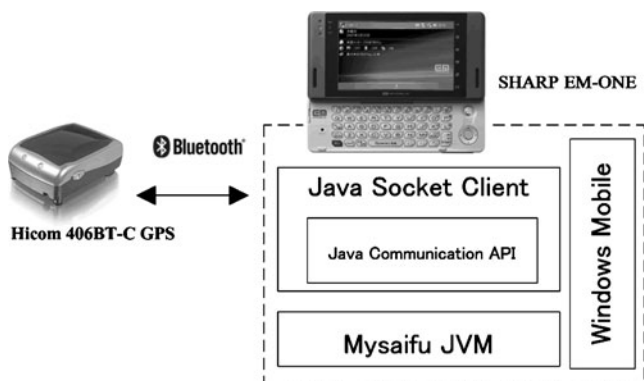 SHARP EM-ONE
Bluetooth®
Hicom 406BT-C GPS
Java Socket Client
Java Communication API
Mysaifu JVM
Windows Mobile